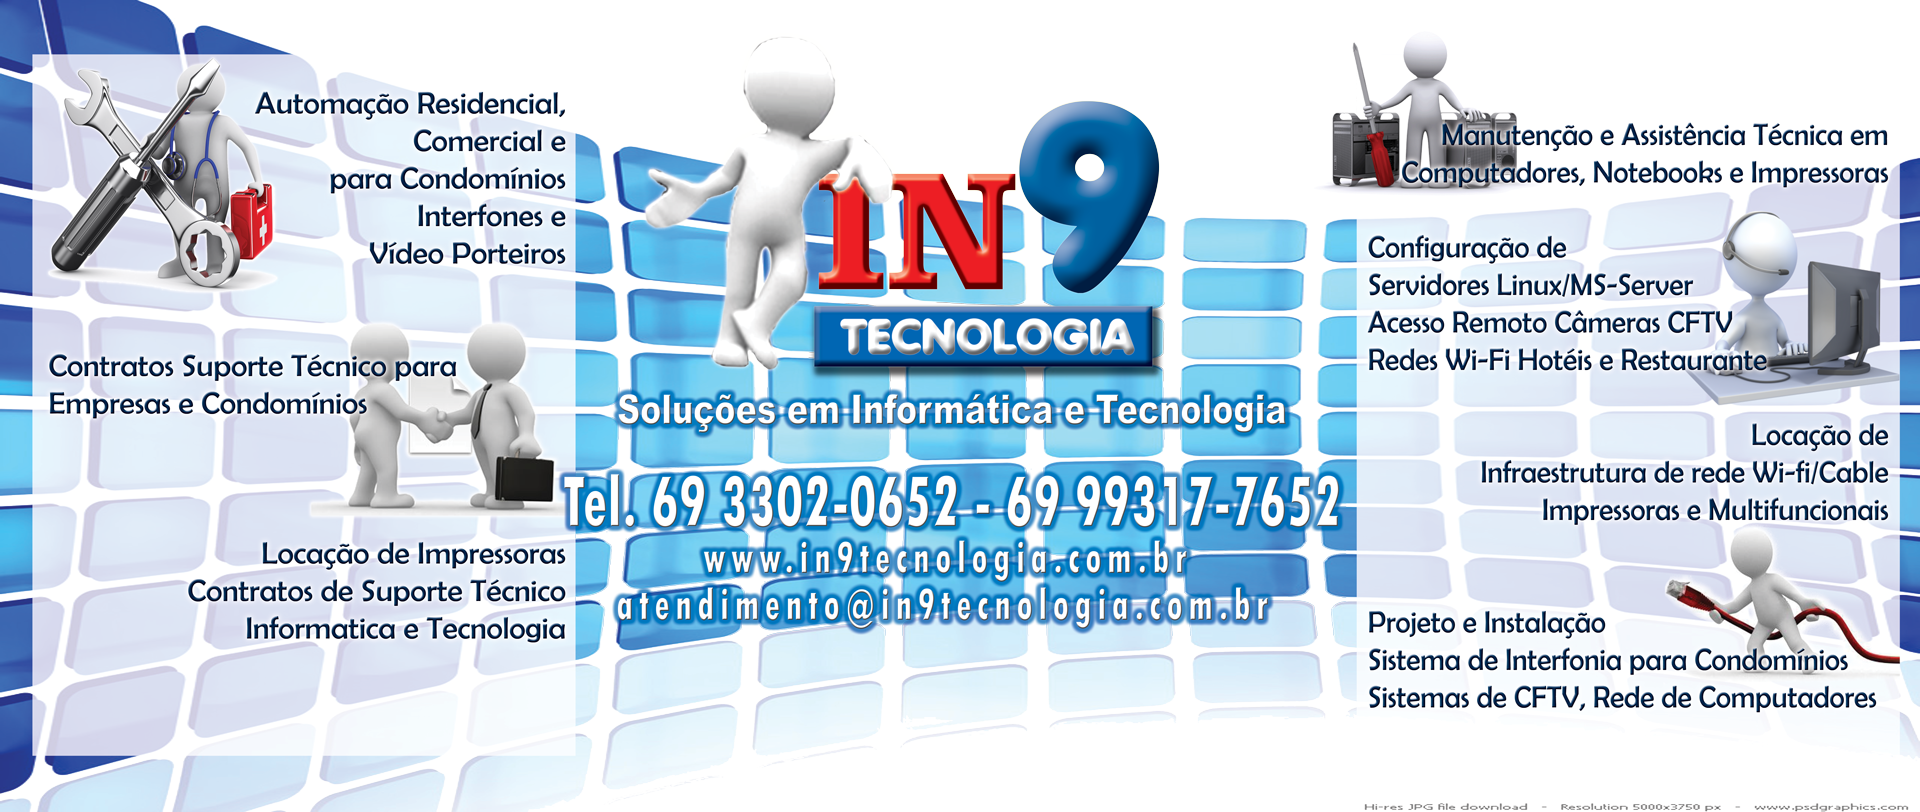 Automação Residencial,
Comercial e
para Condomínios
Interfones e
Vídeo Porteiros
Contratos Suporte Técnico para
Empresas e Condomínios
Locação de Impressoras
Contratos de Suporte Técnico
Informatica e Tecnologia
IN9
TECNOLOGIA
Soluções em Informática e Tecnologia
Tel. 69 3302-0652 - 69 99317-7652
www.in9tecnologia.com.br
atendimento@in9tecnologia.com.br
Manutenção e Assistência Técnica em
Computadores, Notebooks e Impressoras
Configuração de
Servidores Linux/MS-Server
Acesso Remoto Câmeras CFTV
Redes Wi-Fi Hotéis e Restaurante
Locação de
Infraestrutura de rede Wi-fi/Cable
Impressoras e Multifuncionais
Projeto e Instalação
Sistema de Interfonia para Condomínios
Sistemas de CFTV, Rede de Computadores
Hi-res JPG file download - Resolution 5000x3750 px - www.psdgraphics.com